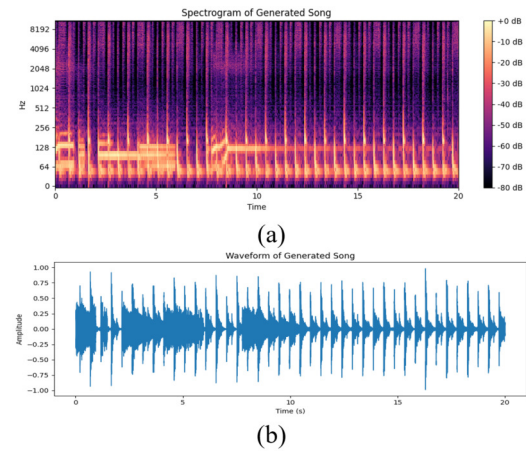 Spectrogram of Generated Song
8192
4096
2048
1024
512
256
128
64
0
Hz
0
5
10
15
20
Time
+0 dB
-10 dB
-20 dB
-30 dB
-40 dB
-50 dB
-60 dB
-70 dB
-80 dB
(a)
Waveform of Generated Song
1.00
0.75
0.50
0.25
0.00
-0.25
-0.50
-0.75
-1.00
Amplitude
0
5
10
15
20
Time (s)
(b)